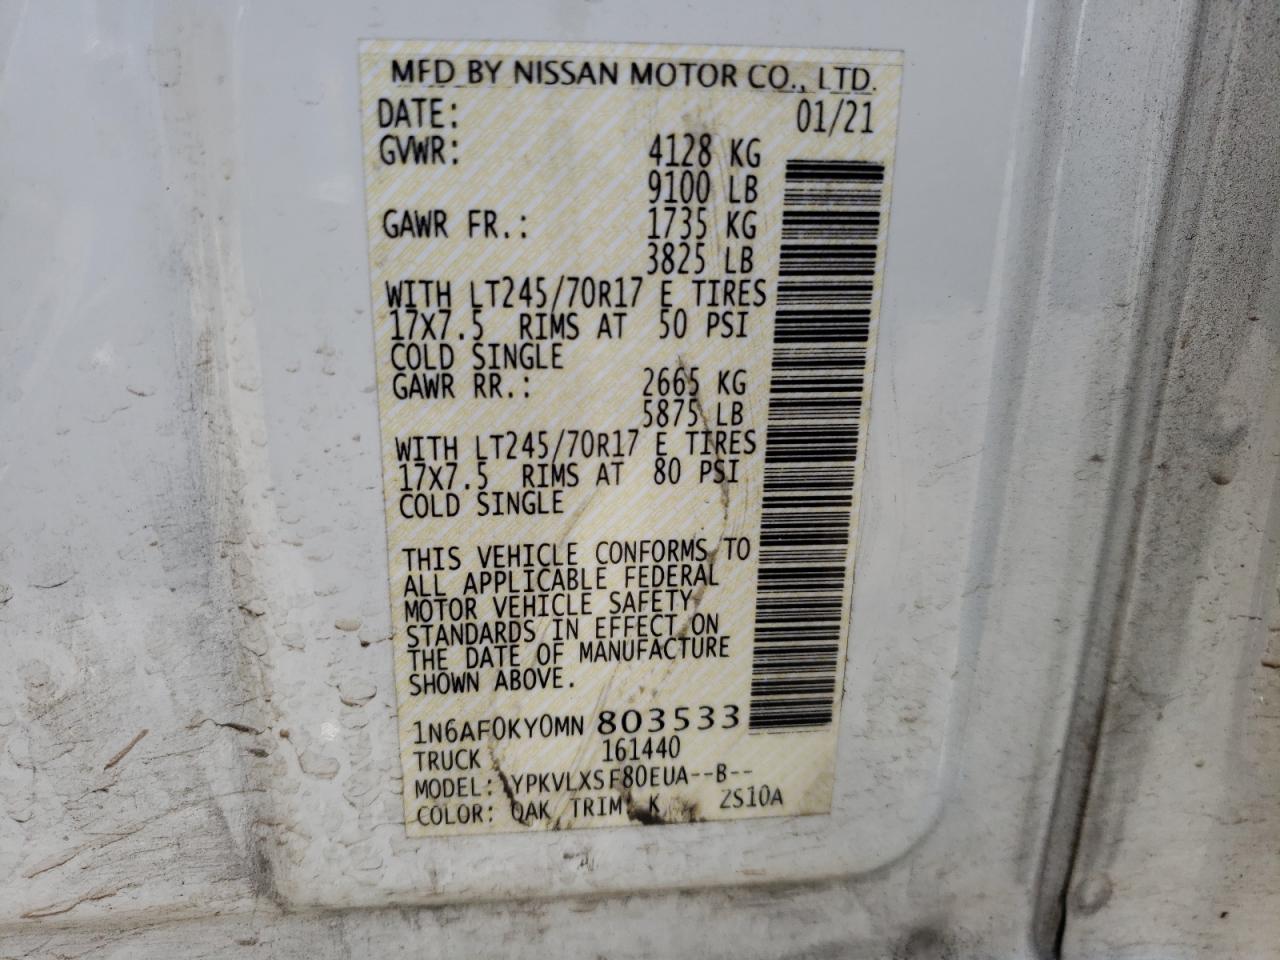 MFD BY NISSAN MOTOR CO., LTD.
DATE: 01/21
GVWR: 4128 KG
9100 LB
GAWR FR.: 1735 KG
3825 LB
WITH LT245/70R17 E TIRES
17X7.5 RIMS AT 50 PSI
COLD SINGLE
GAWR RR.: 2665 KG
5875 LB
WITH LT245/70R17 E TIRES
17X7.5 RIMS AT 80 PSI
COLD SINGLE
THIS VEHICLE CONFORMS TO
ALL APPLICABLE FEDERAL
MOTOR VEHICLE SAFETY
STANDARDS IN EFFECT ON
THE DATE OF MANUFACTURE
SHOWN ABOVE.
1N6AF0KY0MN 803533
TRUCK 161440
MODEL: YPKVLXSF80EUA--B--
COLOR: QAK TRIM: K ZS10A